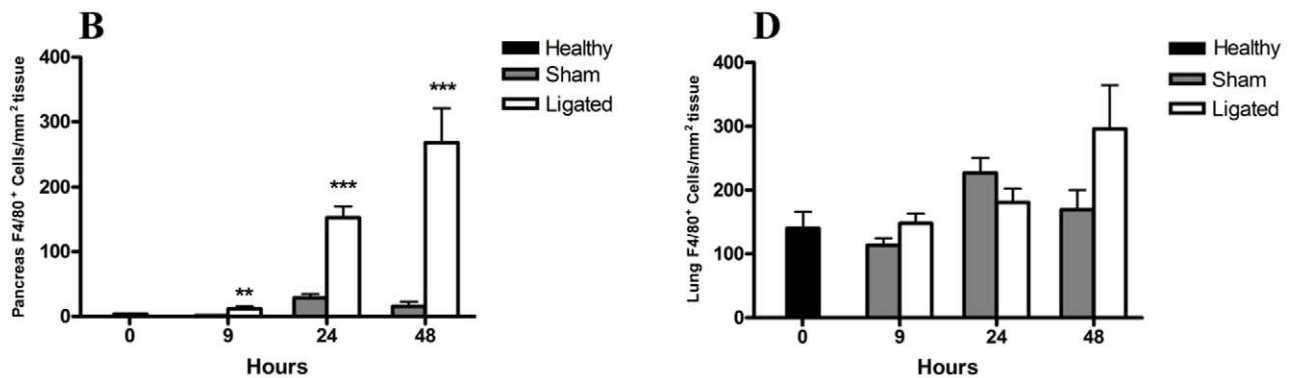 B
Pancreas F4/80⁺ Cells/mm² tissue
400
300
200
100
0
**
***
***
0 9 24 48
Hours
Healthy
Sham
Ligated
D
Lung F4/80⁺ Cells/mm² tissue
400
300
200
100
0
0 9 24 48
Hours
Healthy
Sham
Ligated